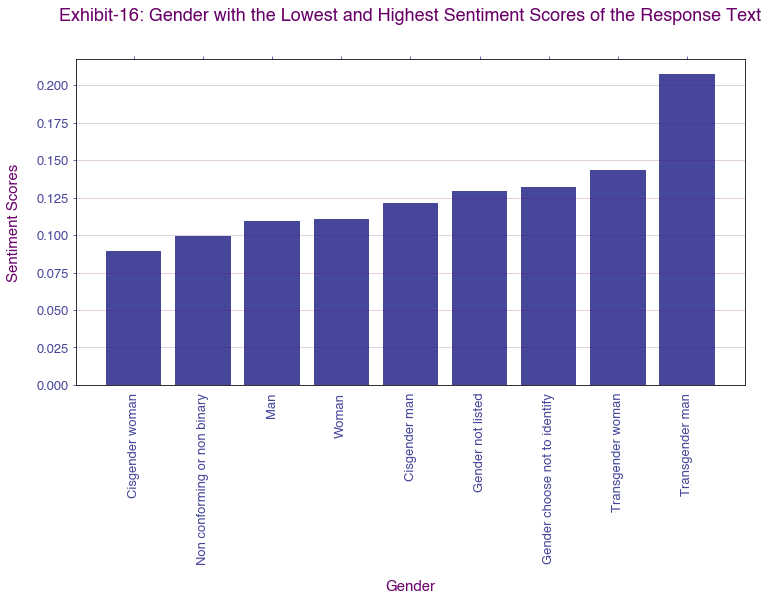 Exhibit-16: Gender with the Lowest and Highest Sentiment Scores of the Response Text
Sentiment Scores
0.200
0.175
0.150
0.125
0.100
0.075
0.050
0.025
0.000
Cisgender woman
Non conforming or non binary
Man
Woman
Cisgender man
Gender not listed
Gender choose not to identify
Transgender woman
Transgender man
Gender